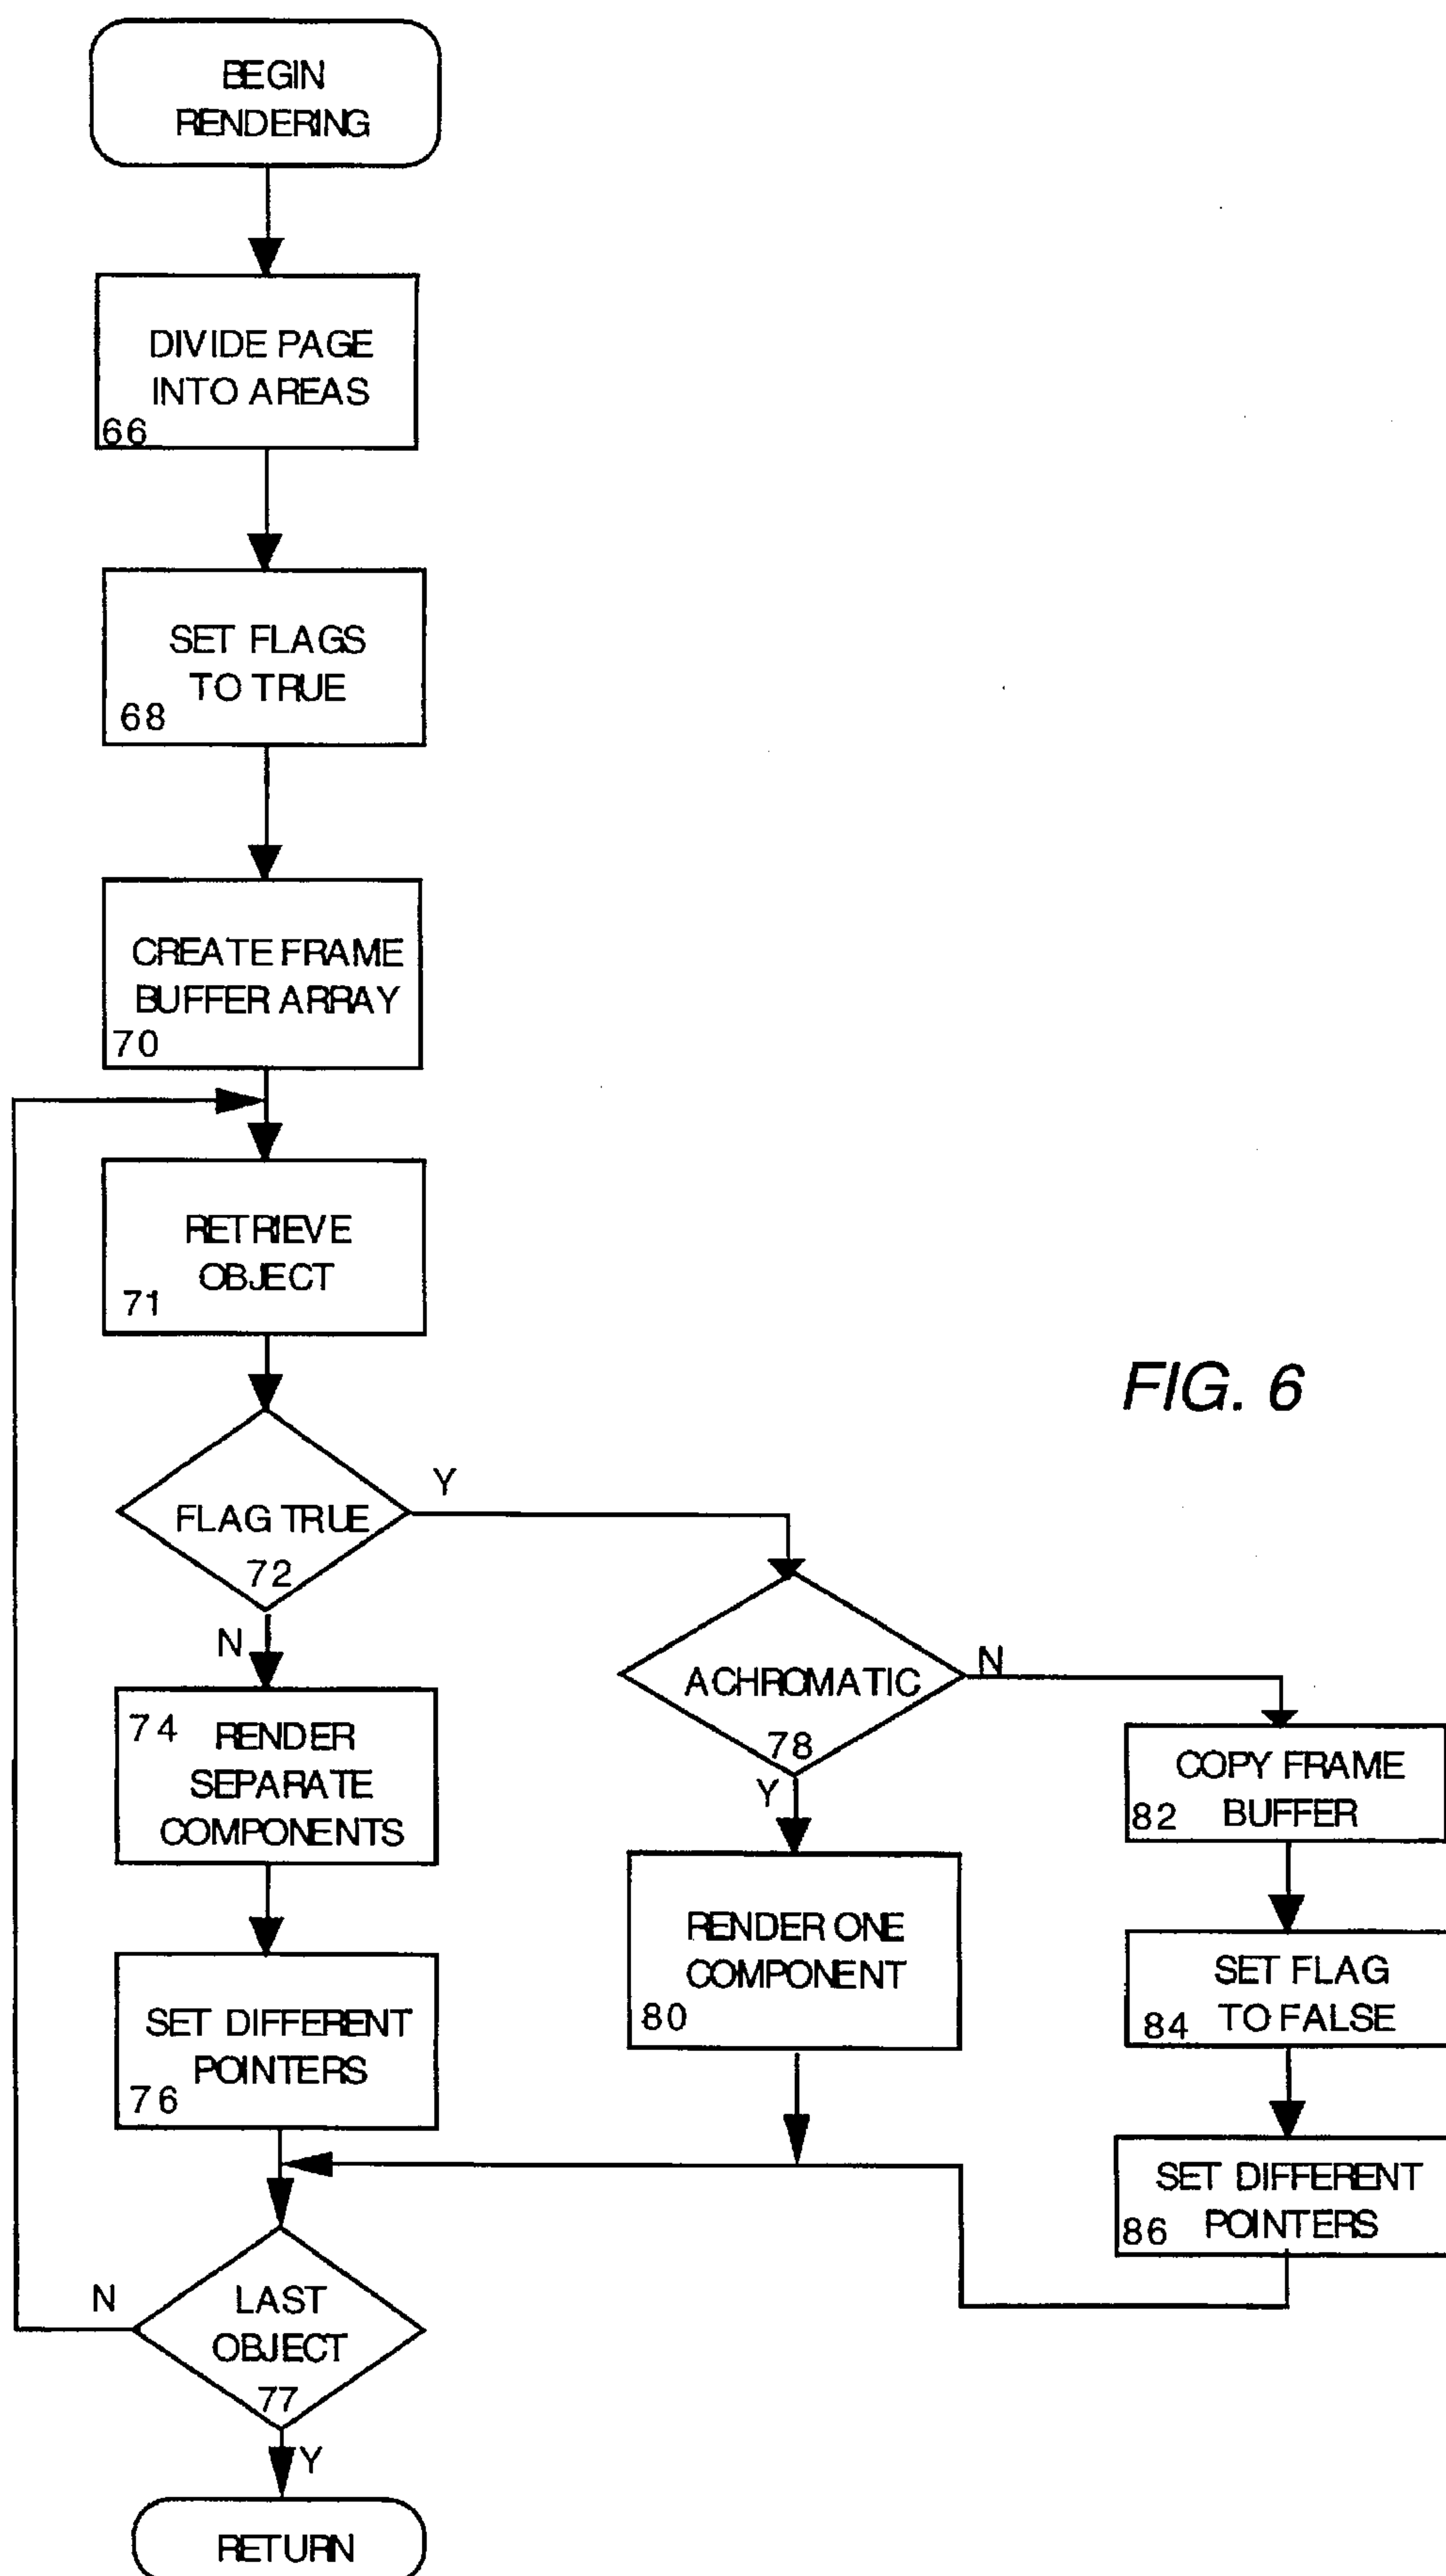 BEGIN
RENDERING
DIVIDE PAGE
INTO AREAS
66
SET FLAGS
TO TRUE
68
CREATE FRAME
BUFFER ARRAY
70
RETRIEVE
OBJECT
71
FIG. 6
FLAG TRUE
72
Y
N
ACHROMATIC
78
N
Y
74 RENDER
SEPARATE
COMPONENTS
COPY FRAME
BUFFER
82
RENDER ONE
COMPONENT
80
SET FLAG
TO FALSE
84
SET DIFFERENT
POINTERS
76
SET DIFFERENT
POINTERS
86
LAST
OBJECT
77
N
Y
RETURN